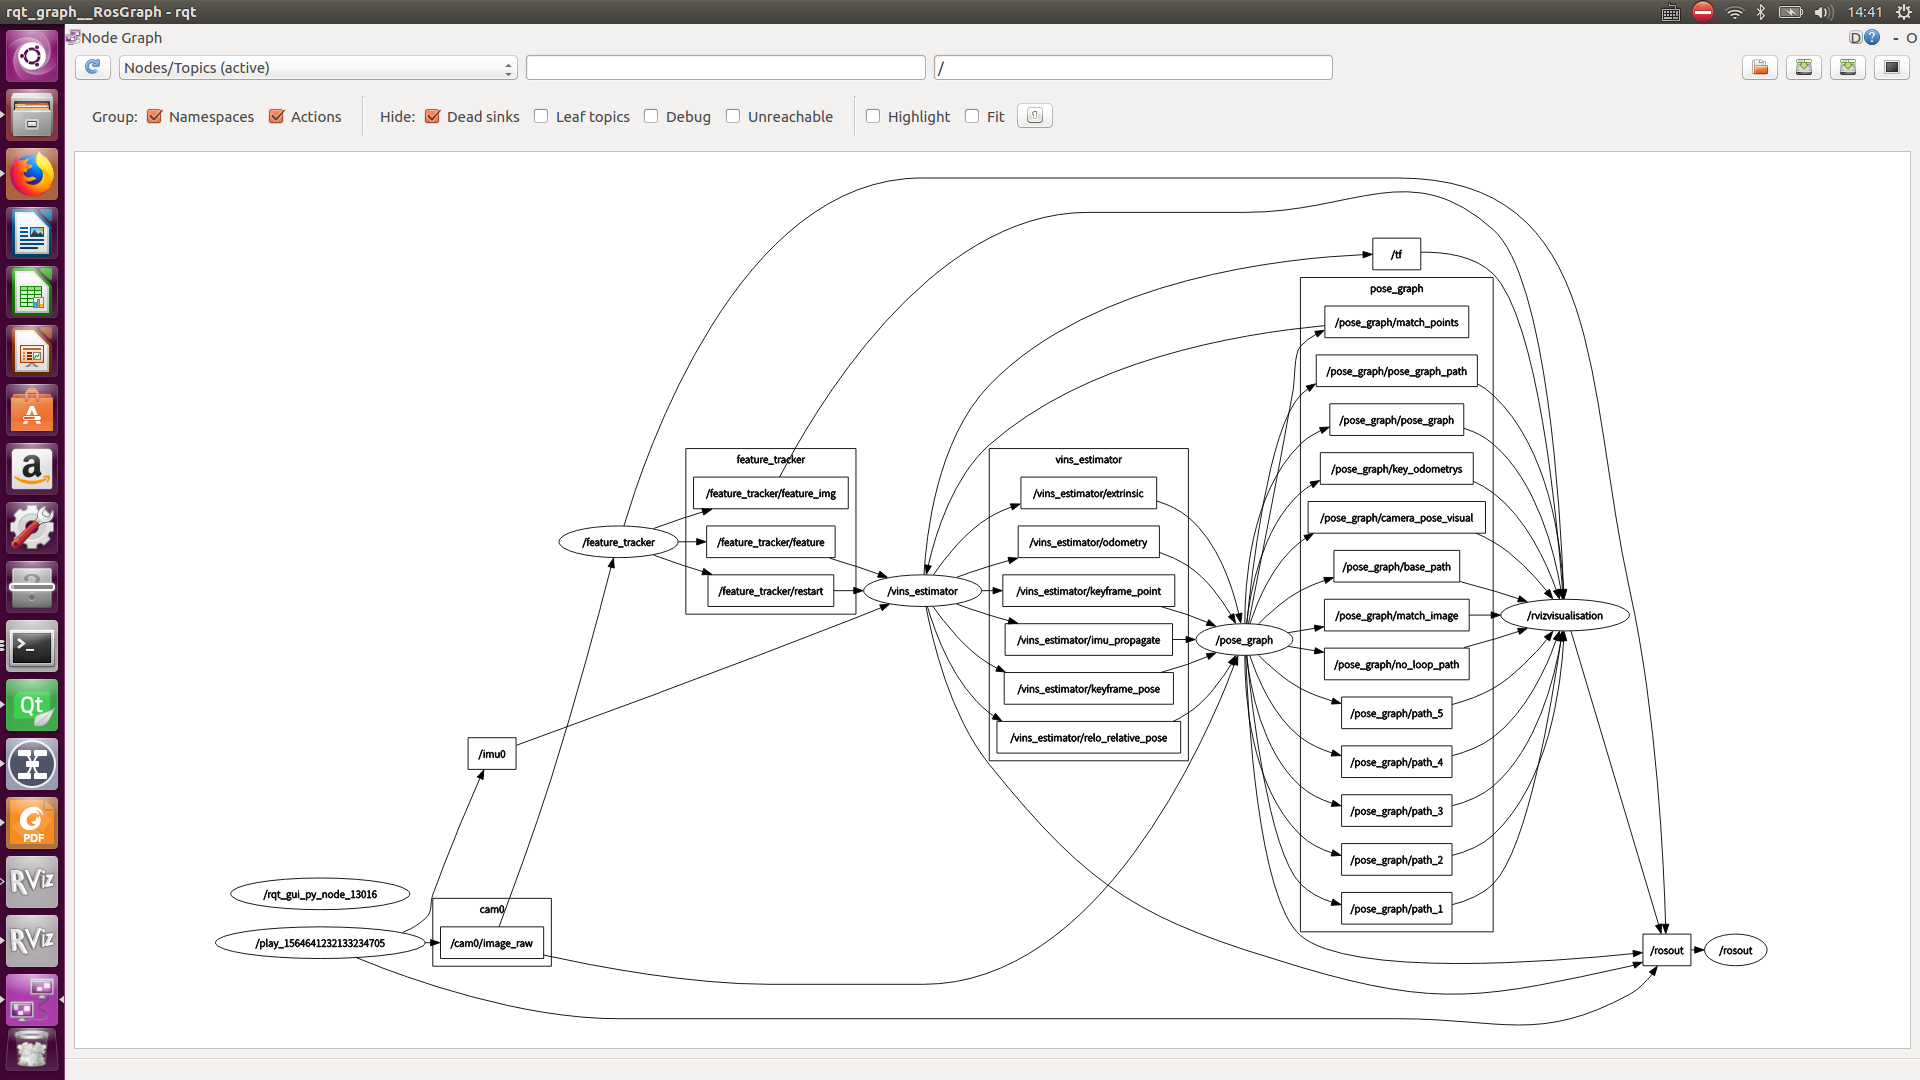 rqt_graph__RosGraph - rqt
14:41
Node Graph
D
?
- O
Nodes/Topics (active)
/
Group:
Namespaces
Actions
Hide:
Dead sinks
Leaf topics
Debug
Unreachable
Highlight
Fit
/tf
pose_graph
/pose_graph/match_points
/pose_graph/pose_graph_path
/pose_graph/pose_graph
/pose_graph/key_odometrys
/pose_graph/camera_pose_visual
/pose_graph/base_path
/pose_graph/match_image
/pose_graph/no_loop_path
/pose_graph/path_5
/pose_graph/path_4
/pose_graph/path_3
/pose_graph/path_2
/pose_graph/path_1
feature_tracker
/feature_tracker/feature_img
/feature_tracker/feature
/feature_tracker/restart
/feature_tracker
vins_estimator
/vins_estimator/extrinsic
/vins_estimator/odometry
/vins_estimator/keyframe_point
/vins_estimator/imu_propagate
/vins_estimator/keyframe_pose
/vins_estimator/relo_relative_pose
/vins_estimator
/pose_graph
/rvizvisualisation
/imu0
/rqt_gui_py_node_13016
cam0
/play_1564641232133234705
/cam0/image_raw
/rosout
/rosout
A
a
>_
Qt
PDF
RViz
RViz